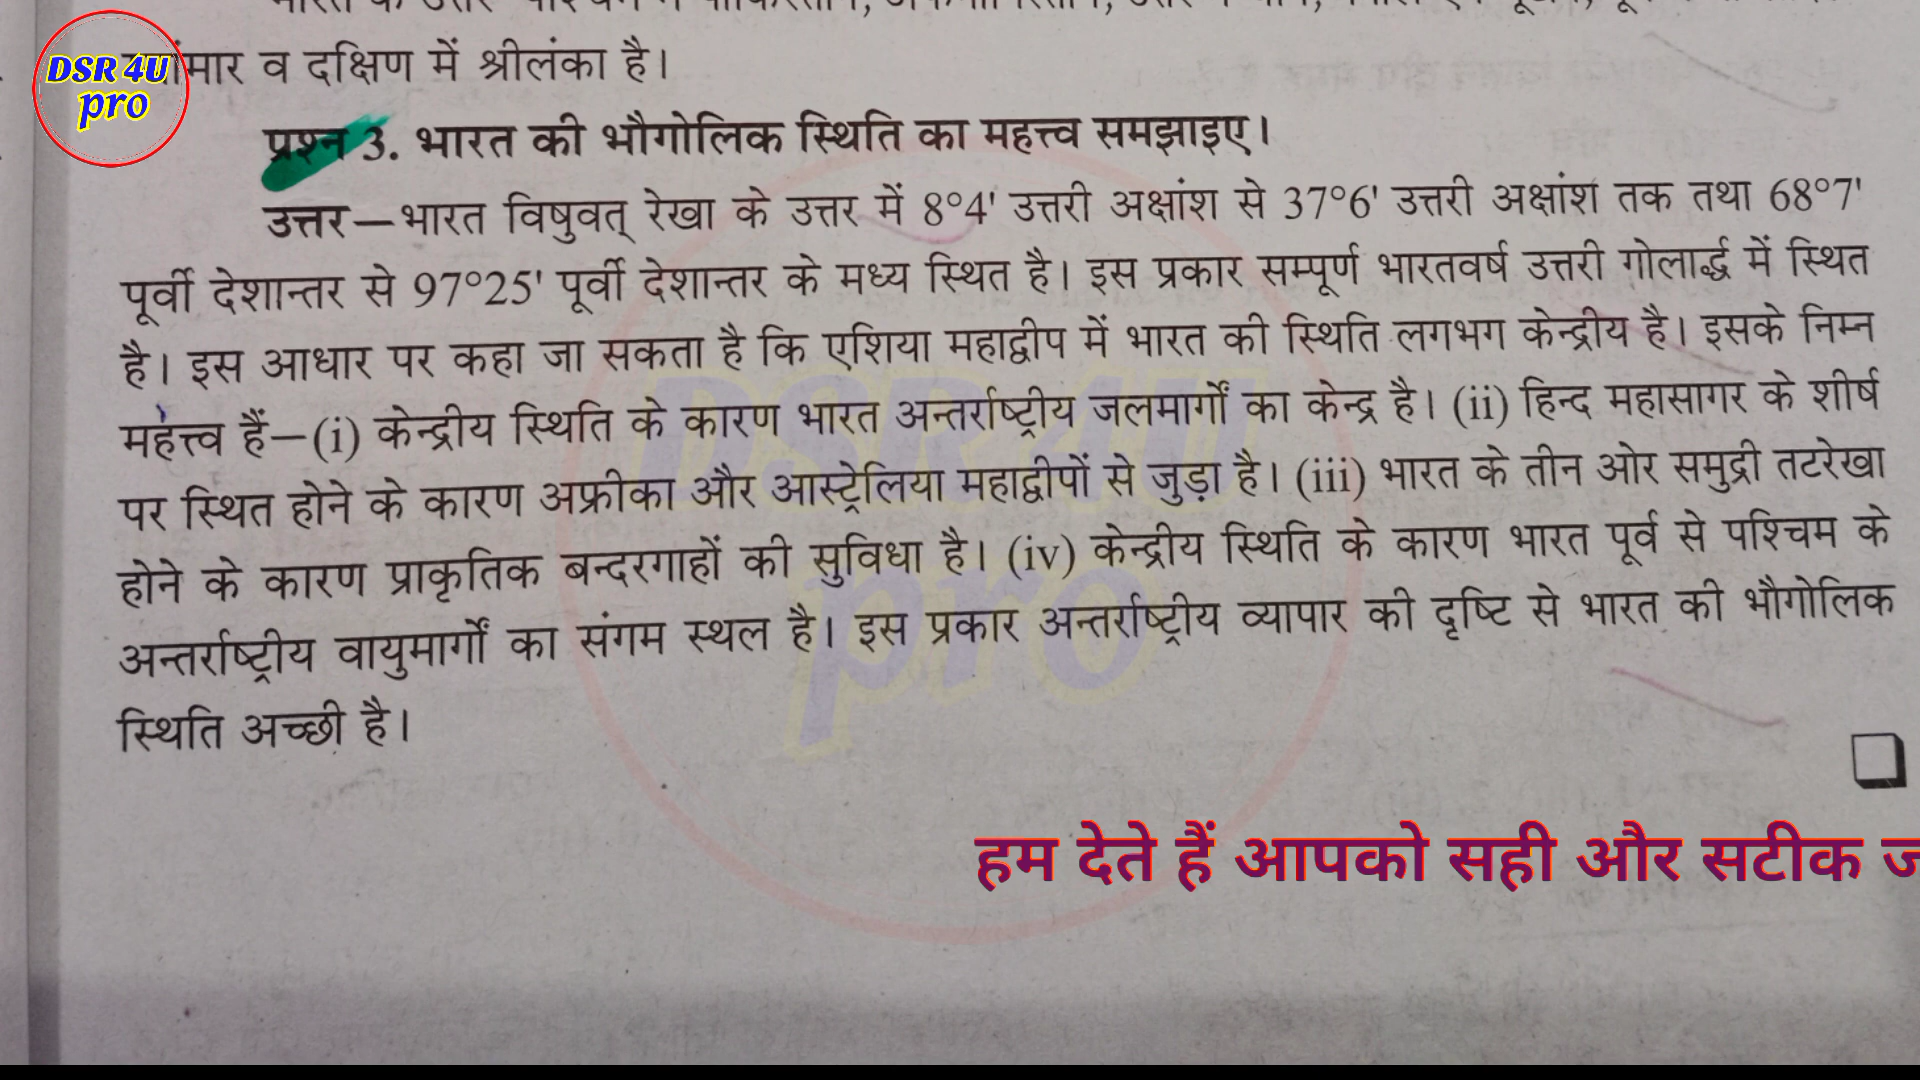 DSR 4U
pro
व दक्षिण में श्रीलंका है।
प्रश्न 3. भारत की भौगोलिक स्थिति का महत्त्व समझाइए।
उत्तर–भारत विषुवत् रेखा के उत्तर में 8°4' उत्तरी अक्षांश से 37°6' उत्तरी अक्षांश तक तथा 68°7'
पूर्वी देशान्तर से 97°25' पूर्वी देशान्तर के मध्य स्थित है। इस प्रकार सम्पूर्ण भारतवर्ष उत्तरी गोलार्द्ध में स्थित
है। इस आधार पर कहा जा सकता है कि एशिया महाद्वीप में भारत की स्थिति लगभग केन्द्रीय है। इसके निम्न
महत्त्व हैं–(i) केन्द्रीय स्थिति के कारण भारत अन्तर्राष्ट्रीय जलमार्गों का केन्द्र है। (ii) हिन्द महासागर के शीर्ष
पर स्थित होने के कारण अफ्रीका और आस्ट्रेलिया महाद्वीपों से जुड़ा है। (iii) भारत के तीन ओर समुद्री तटरेखा
होने के कारण प्राकृतिक बन्दरगाहों की सुविधा है। (iv) केन्द्रीय स्थिति के कारण भारत पूर्व से पश्चिम के
अन्तर्राष्ट्रीय वायुमार्गों का संगम स्थल है। इस प्रकार अन्तर्राष्ट्रीय व्यापार की दृष्टि से भारत की भौगोलिक
स्थिति अच्छी है।
DSR 4U
pro
हम देते हैं आपको सही और सटीक